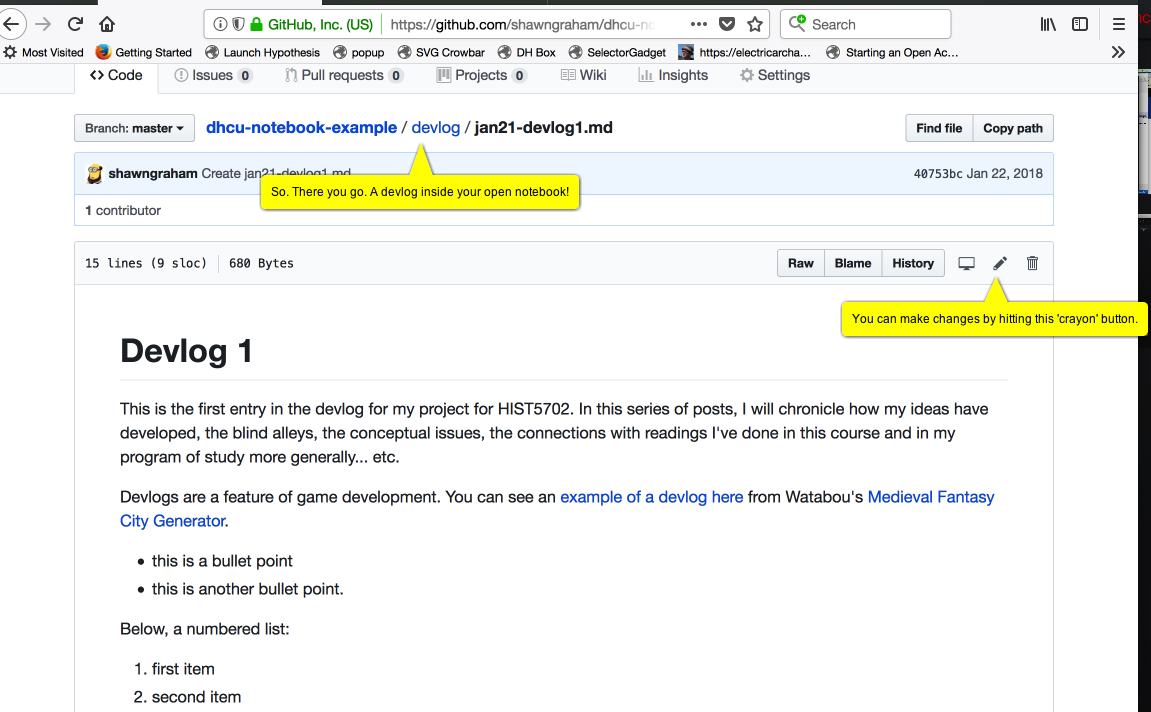 GitHub, Inc. (US) https://github.com/shawngraham/dhcu-no
Search
Most Visited Getting Started Launch Hypothesis popup SVG Crowbar DH Box SelectorGadget https://electricarcha... Starting an Open Ac...
Code Issues 0 Pull requests 0 Projects 0 Wiki Insights Settings
Branch: master dhcu-notebook-example / devlog / jan21-devlog1.md Find file Copy path
shawngraham Create jan21-devlog1.md 40753bc Jan 22, 2018
So. There you go. A devlog inside your open notebook!
1 contributor
15 lines (9 sloc) 680 Bytes Raw Blame History
You can make changes by hitting this 'crayon' button.
Devlog 1
This is the first entry in the devlog for my project for HIST5702. In this series of posts, I will chronicle how my ideas have
developed, the blind alleys, the conceptual issues, the connections with readings I've done in this course and in my
program of study more generally... etc.
Devlogs are a feature of game development. You can see an example of a devlog here from Watabou's Medieval Fantasy
City Generator.
• this is a bullet point
• this is another bullet point.
Below, a numbered list:
1. first item
2. second item